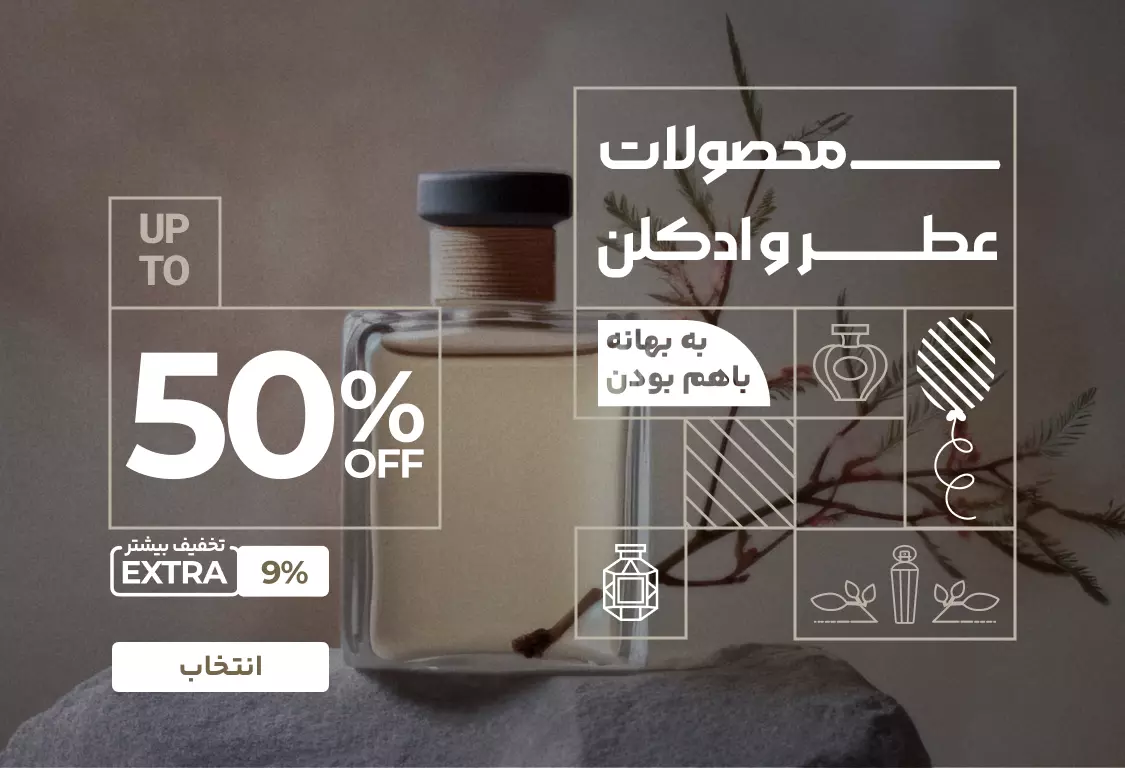 محصولات
عطر و ادکلن
به بهانه
باهم بودن
UP
TO
50%
OFF
تخفیف بیشتر
EXTRA 9%
انتخاب